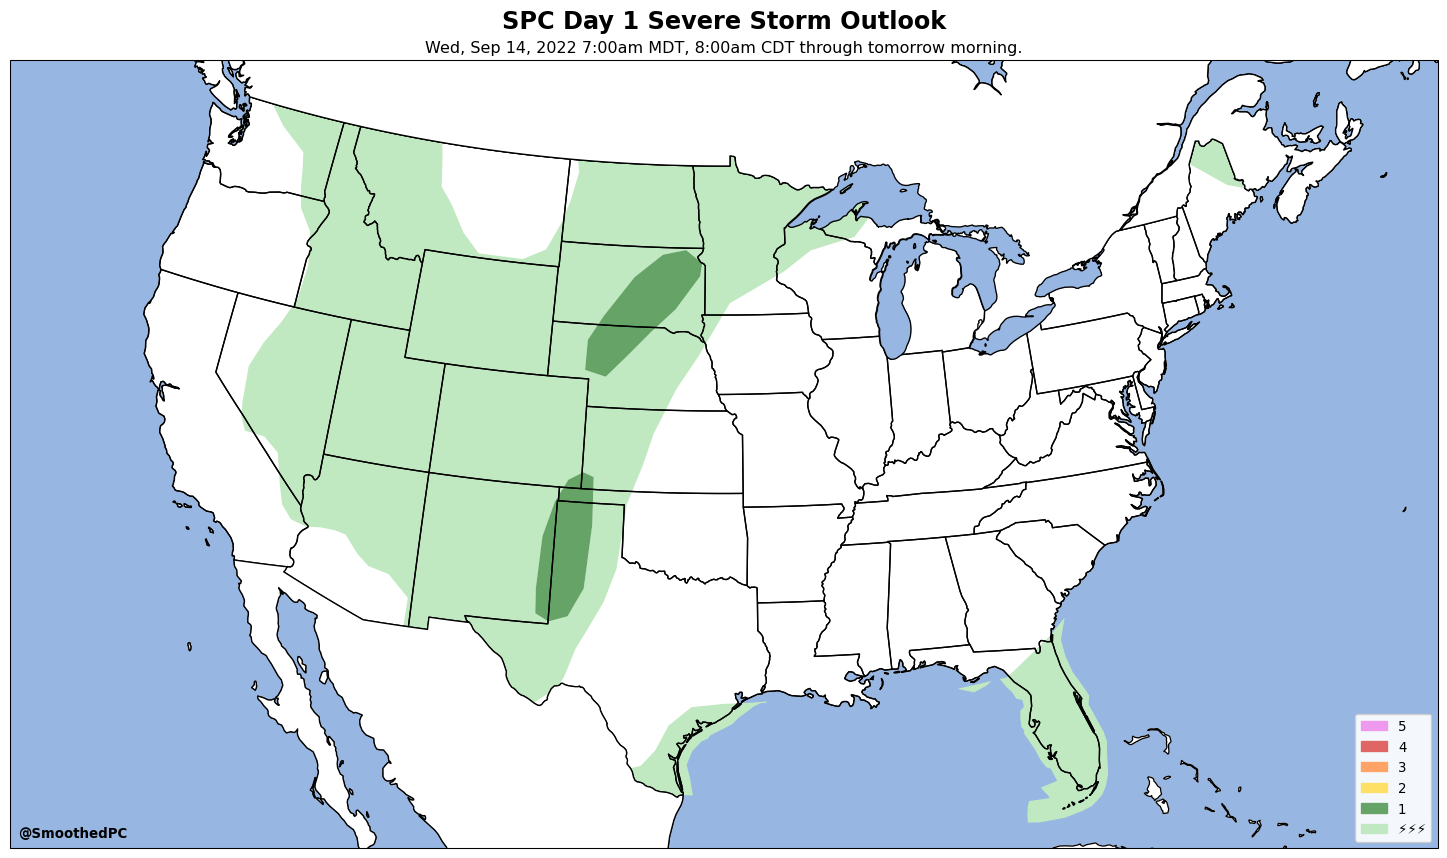 SPC Day 1 Severe Storm Outlook
Wed, Sep 14, 2022 7:00am MDT, 8:00am CDT through tomorrow morning.
5
4
3
2
1
⚡⚡⚡
@SmoothedPC